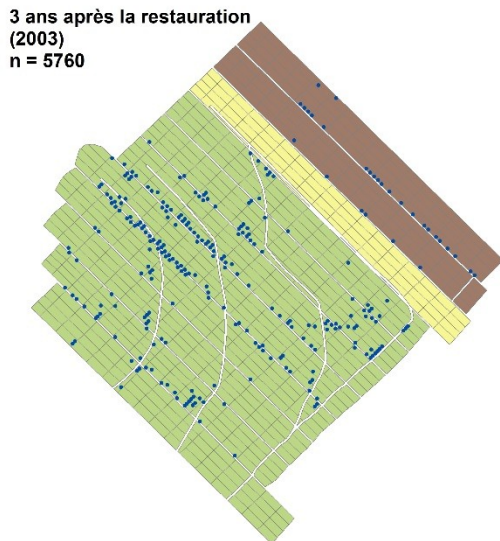 3 ans après la restauration
(2003)
n = 5760